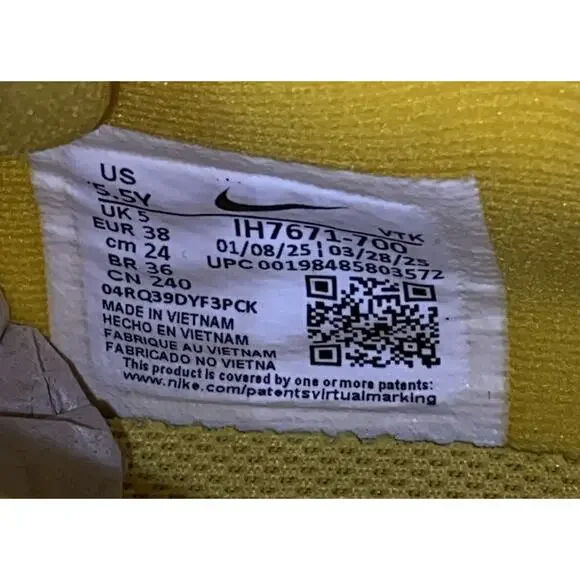 US
5.5Y
UK 5
EUR 38
cm 24
BR 36
CN 240
IH7671-700 VTK
01/08/25 | 03/28/25
UPC 00198485803572
04RQ39DYF3PCK
MADE IN VIETNAM
HECHO EN VIETNAM
FABRIQUE AU VIETNAM
FABRICADO NO VIETNA
This product is covered by one or more patents:
www.nike.com/patentsvirtualmarking